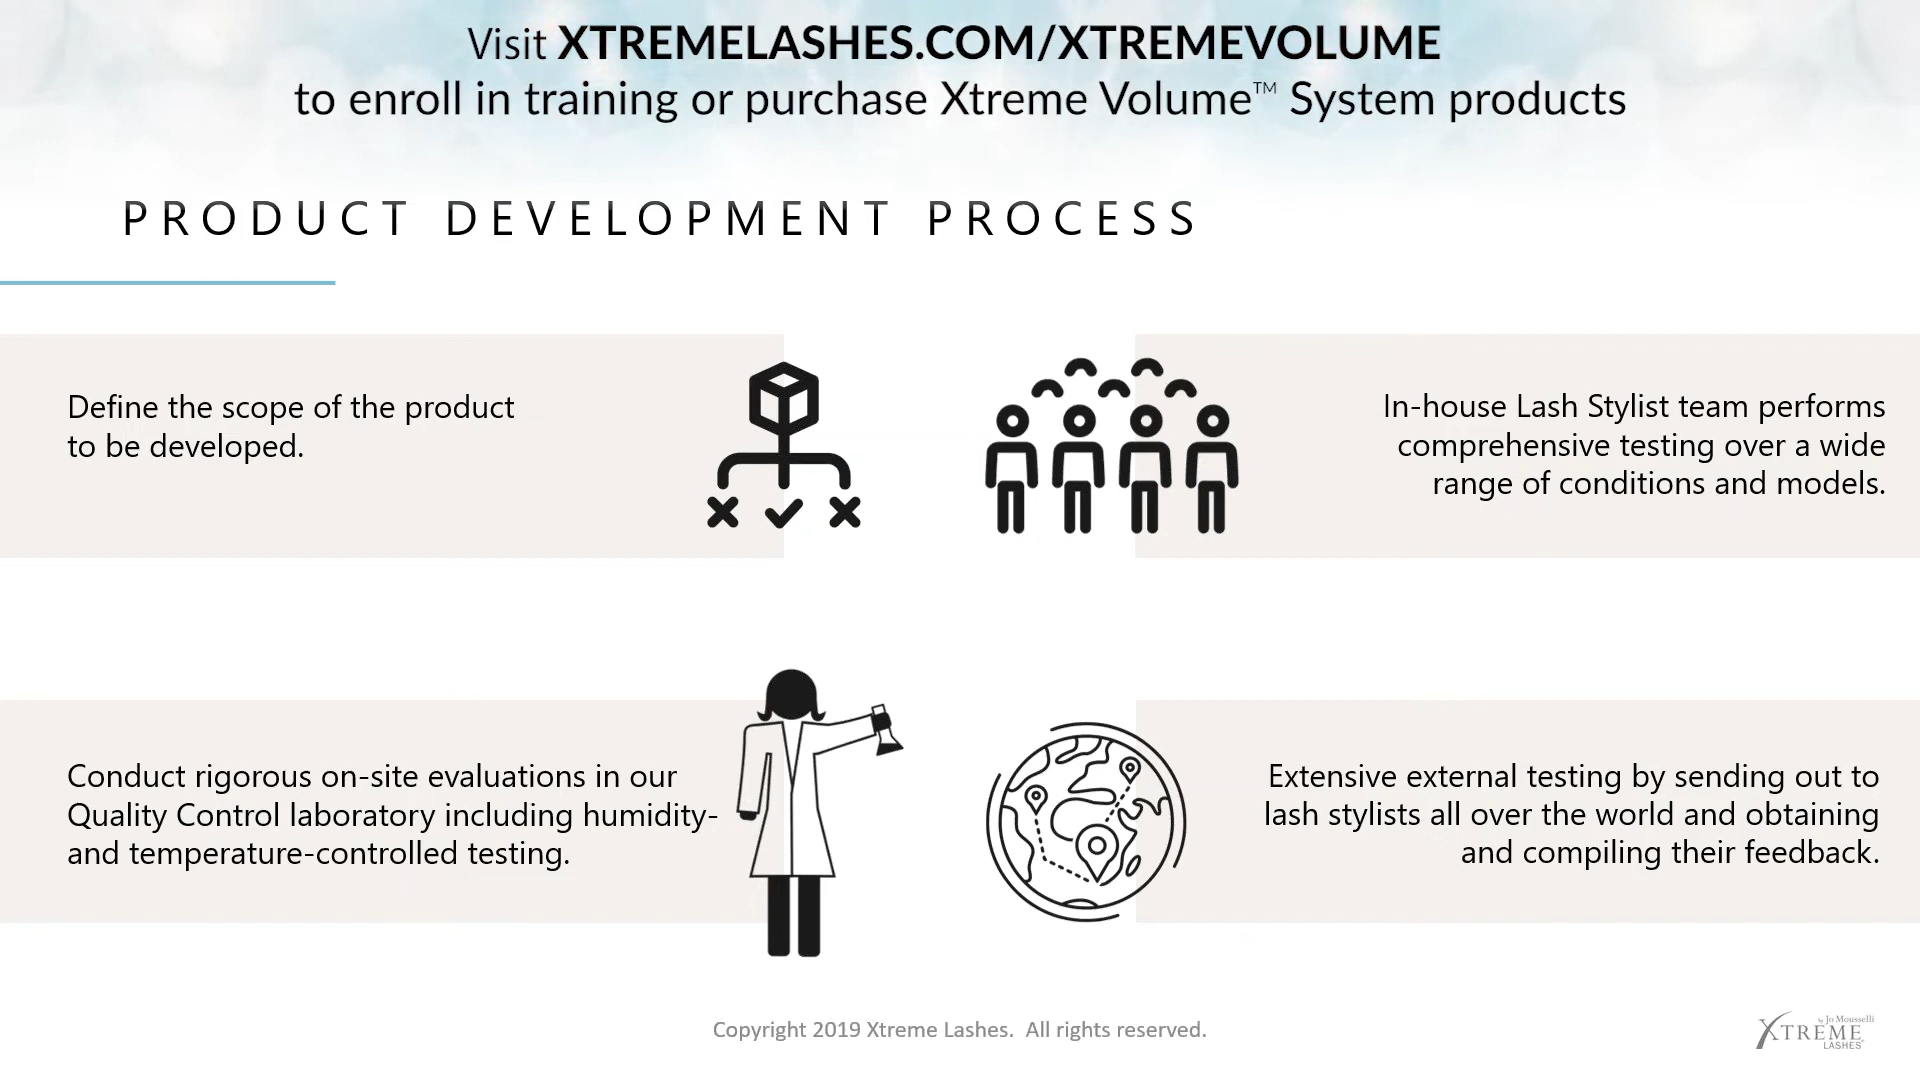 Visit XTREMELASHES.COM/XTREMEVOLUME
to enroll in training or purchase Xtreme Volume™ System products
PRODUCT DEVELOPMENT PROCESS
Define the scope of the product
to be developed.
In-house Lash Stylist team performs
comprehensive testing over a wide
range of conditions and models.
Conduct rigorous on-site evaluations in our
Quality Control laboratory including humidity-
and temperature-controlled testing.
Extensive external testing by sending out to
lash stylists all over the world and obtaining
and compiling their feedback.
Copyright 2019 Xtreme Lashes. All rights reserved.
by Jo Mousselli
XTREME
LASHES®